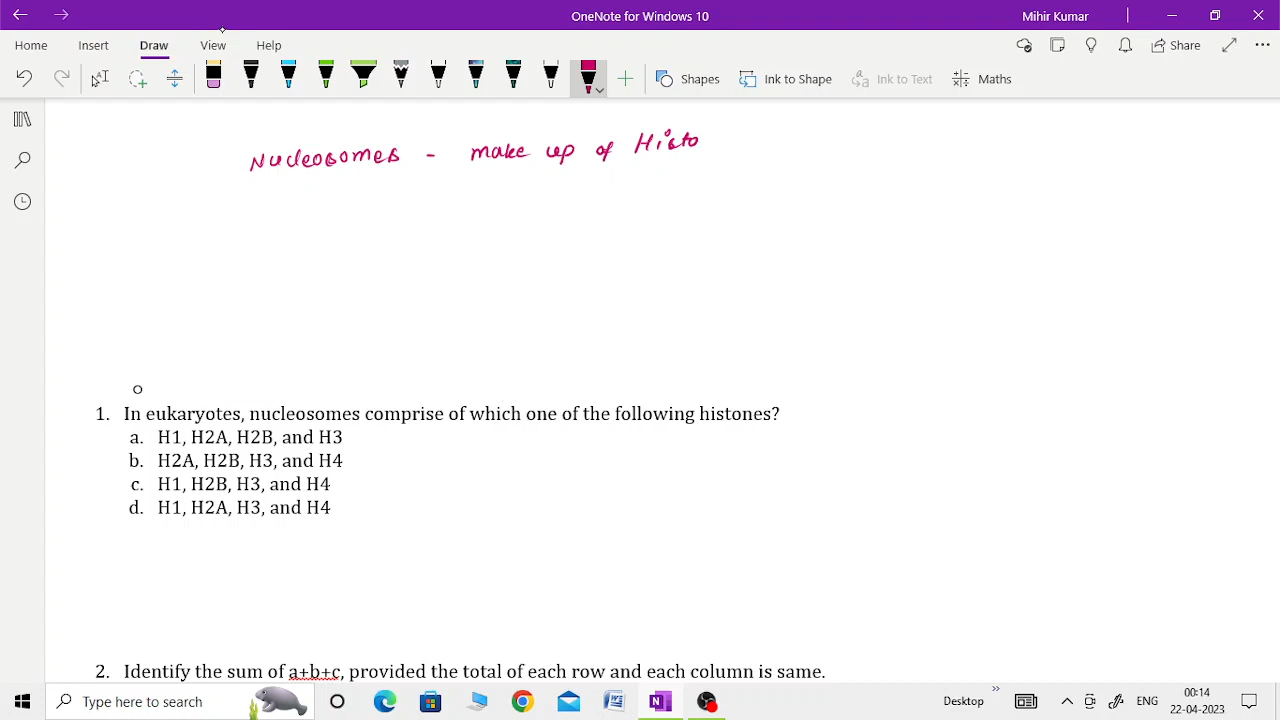 OneNote for Windows 10
Mihir Kumar
Home Insert Draw View Help
Share
Shapes Ink to Shape Ink to Text Maths
Nucleosomes - make up of Histo
o
1. In eukaryotes, nucleosomes comprise of which one of the following histones?
a. H1, H2A, H2B, and H3
b. H2A, H2B, H3, and H4
c. H1, H2B, H3, and H4
d. H1, H2A, H3, and H4
2. Identify the sum of a+b+c, provided the total of each row and each column is same.
Type here to search
Desktop
ENG
00:14
22-04-2023